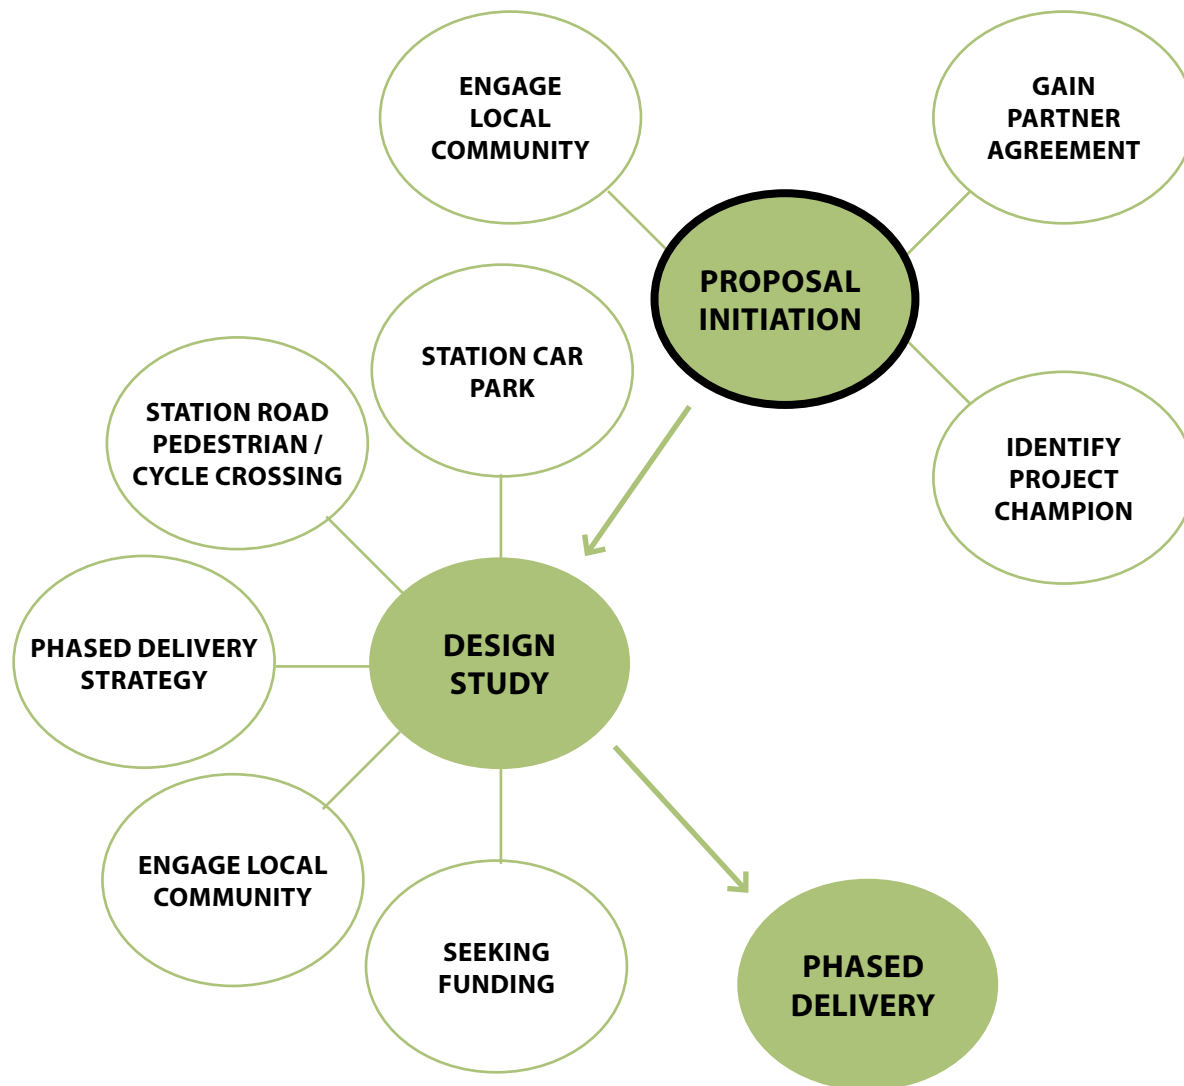 ENGAGE
LOCAL
COMMUNITY
GAIN
PARTNER
AGREEMENT
PROPOSAL
INITIATION
STATION CAR
PARK
STATION ROAD
PEDESTRIAN /
CYCLE CROSSING
IDENTIFY
PROJECT
CHAMPION
PHASED DELIVERY
STRATEGY
DESIGN
STUDY
ENGAGE LOCAL
COMMUNITY
SEEKING
FUNDING
PHASED
DELIVERY